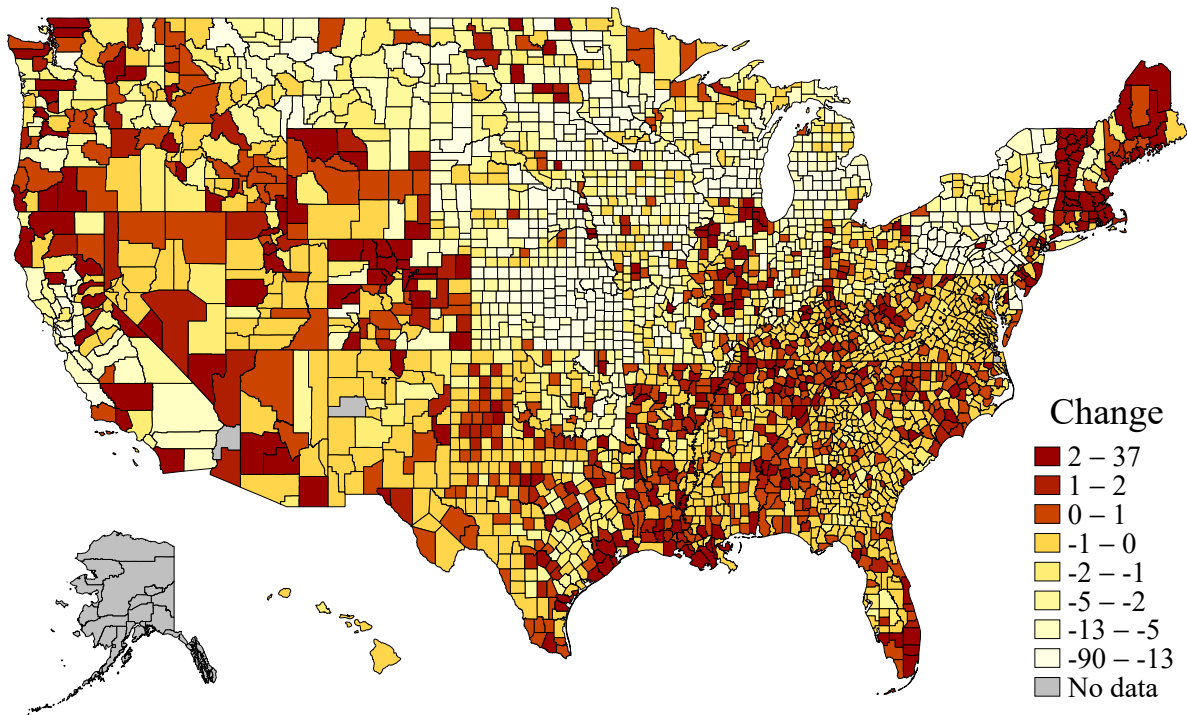 Change
2 – 37
1 – 2
0 – 1
-1 – 0
-2 – -1
-5 – -2
-13 – -5
-90 – -13
No data